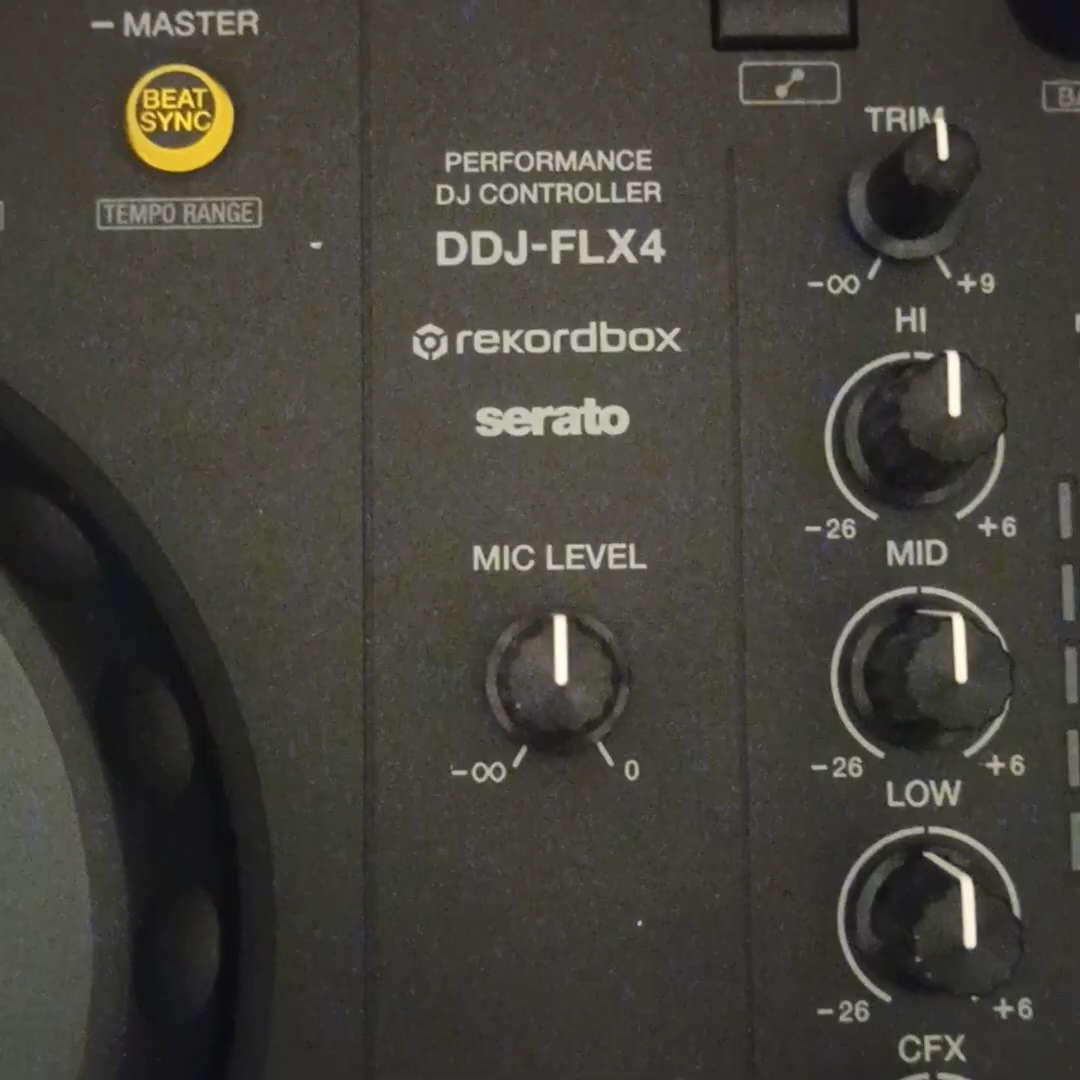 – MASTER
BEAT
SYNC
TEMPO RANGE
PERFORMANCE
DJ CONTROLLER
DDJ-FLX4
rekordbox
serato
MIC LEVEL
-∞ 0
TRIM
-∞ +9
HI
-26 +6
MID
-26 +6
LOW
-26 +6
CFX